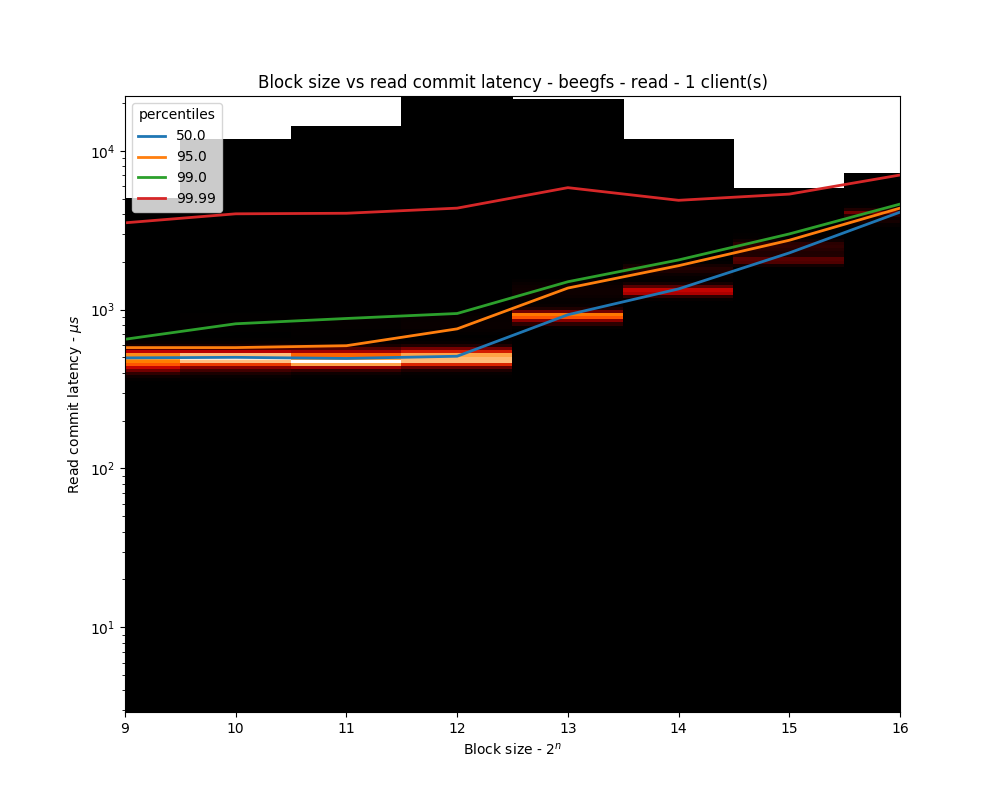 Block size vs read commit latency - beegfs - read - 1 client(s)
percentiles
50.0
95.0
99.0
99.99
10⁴
10³
10²
10¹
Read commit latency - μs
9 10 11 12 13 14 15 16
Block size - 2ⁿ